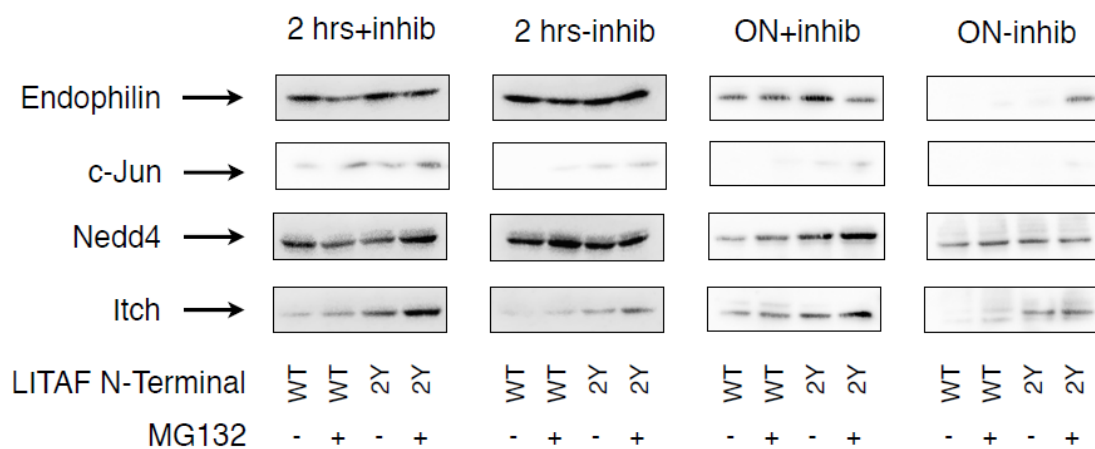 2 hrs+inhib 2 hrs-inhib ON+inhib ON-inhib
Endophilin
c-Jun
Nedd4
Itch
LITAF N-Terminal WT WT 2Y 2Y WT WT 2Y 2Y WT WT 2Y 2Y WT WT 2Y 2Y
MG132 - + - + - + - + - + - + - + - +